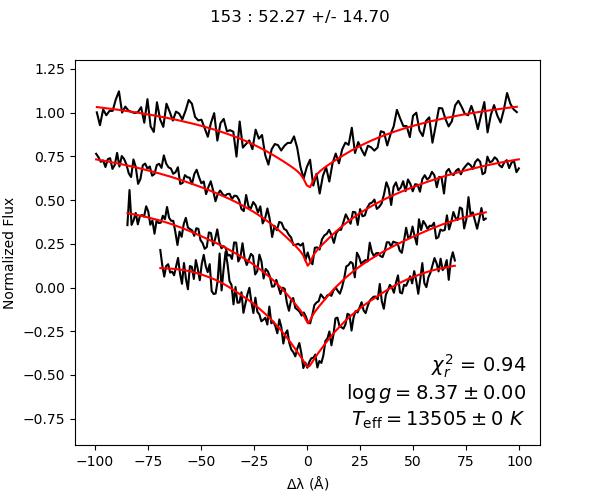 153 : 52.27 +/- 14.70
Normalized Flux
1.25
1.00
0.75
0.50
0.25
0.00
−0.25
−0.50
−0.75
χ²ᵣ = 0.94
log g = 8.37 ± 0.00
T_eff = 13505 ± 0 K
−100 −75 −50 −25 0 25 50 75 100
Δλ (Å)